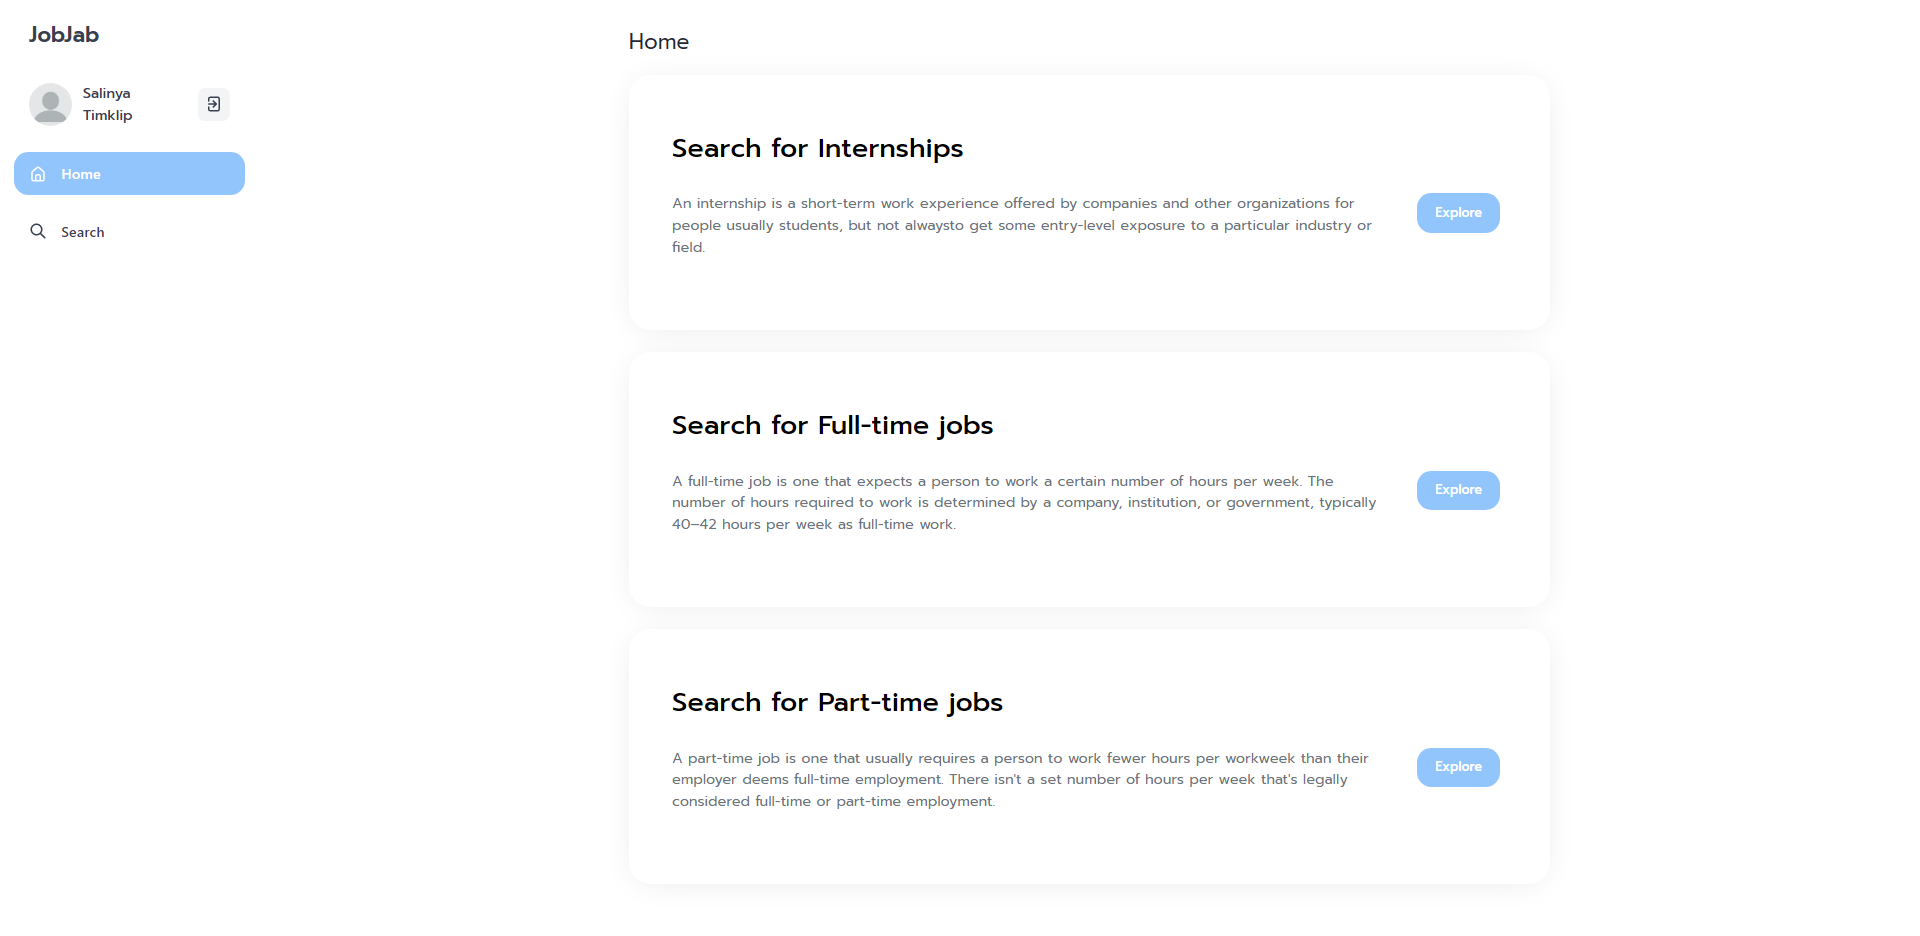 JobJab
Salinya
Timklip
Home
Search
Home
Search for Internships
An internship is a short-term work experience offered by companies and other organizations for
people usually students, but not alwaysto get some entry-level exposure to a particular industry or
field.
Explore
Search for Full-time jobs
A full-time job is one that expects a person to work a certain number of hours per week. The
number of hours required to work is determined by a company, institution, or government, typically
40–42 hours per week as full-time work.
Explore
Search for Part-time jobs
A part-time job is one that usually requires a person to work fewer hours per workweek than their
employer deems full-time employment. There isn't a set number of hours per week that's legally
considered full-time or part-time employment.
Explore